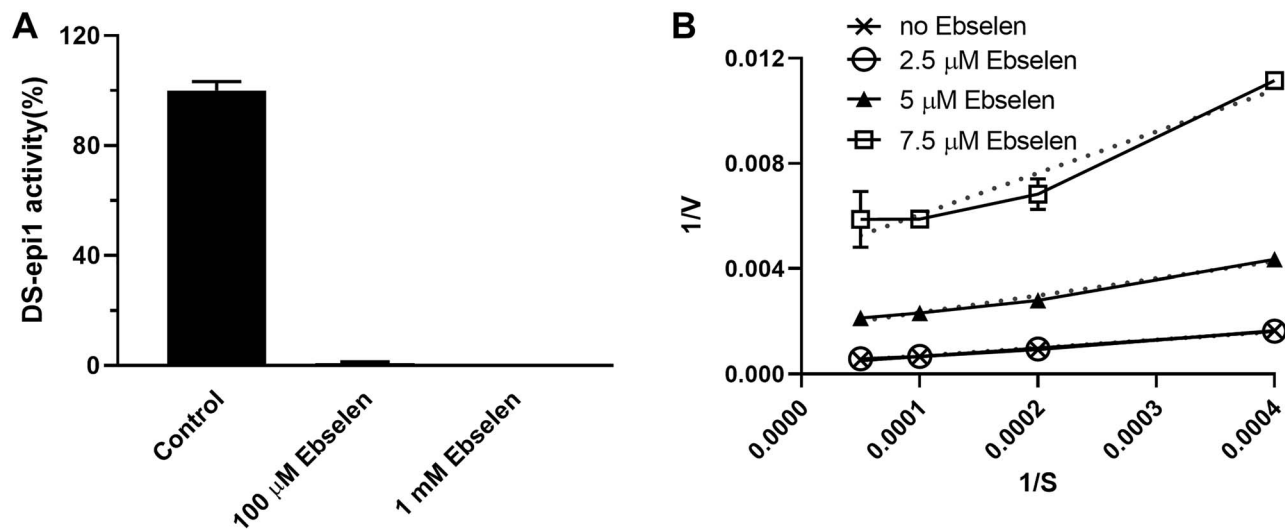 A
DS-epi1 activity(%)
120
80
40
0
Control
100 μM Ebselen
1 mM Ebselen
B
no Ebselen
2.5 μM Ebselen
5 μM Ebselen
7.5 μM Ebselen
1/V
0.012
0.008
0.004
0.000
0.0000
0.0001
0.0002
0.0003
0.0004
1/S